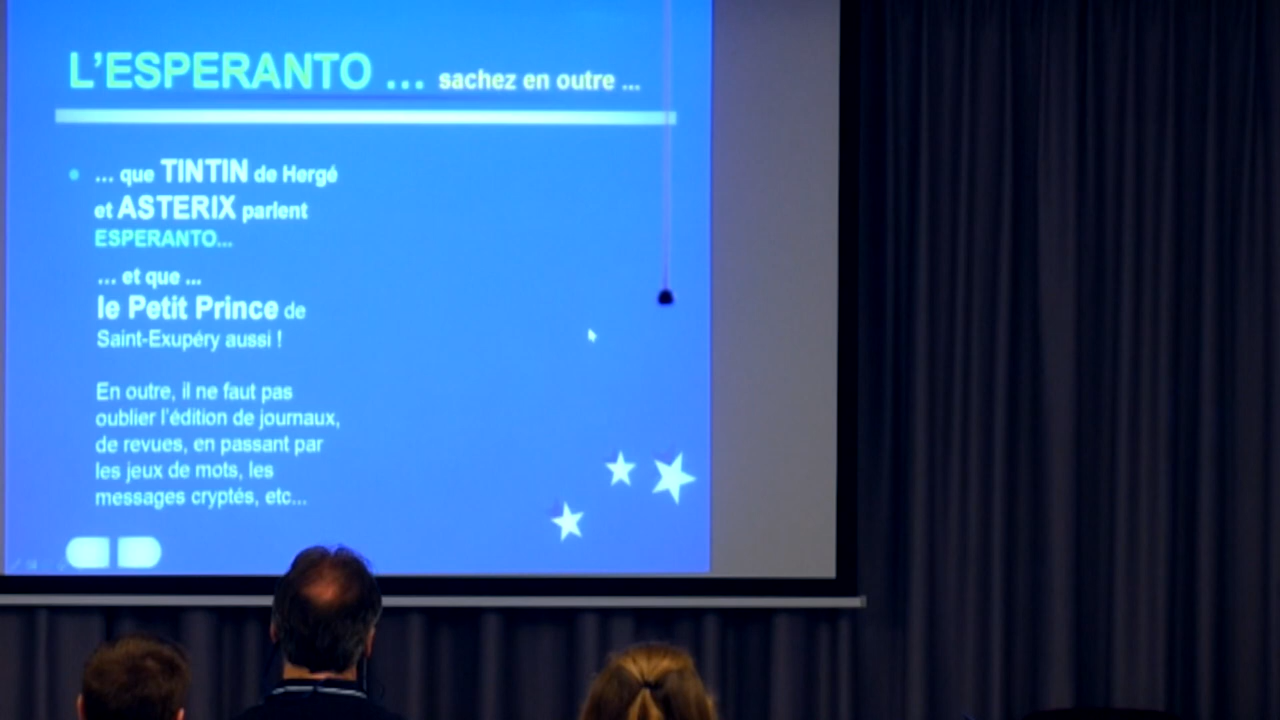 L'ESPERANTO ... sachez en outre ...
... que TINTIN de Hergé
et ASTERIX parlent
ESPERANTO...
... et que ...
le Petit Prince de
Saint-Exupéry aussi !
En outre, il ne faut pas
oublier l'édition de journaux,
de revues, en passant par
les jeux de mots, les
messages cryptés, etc...